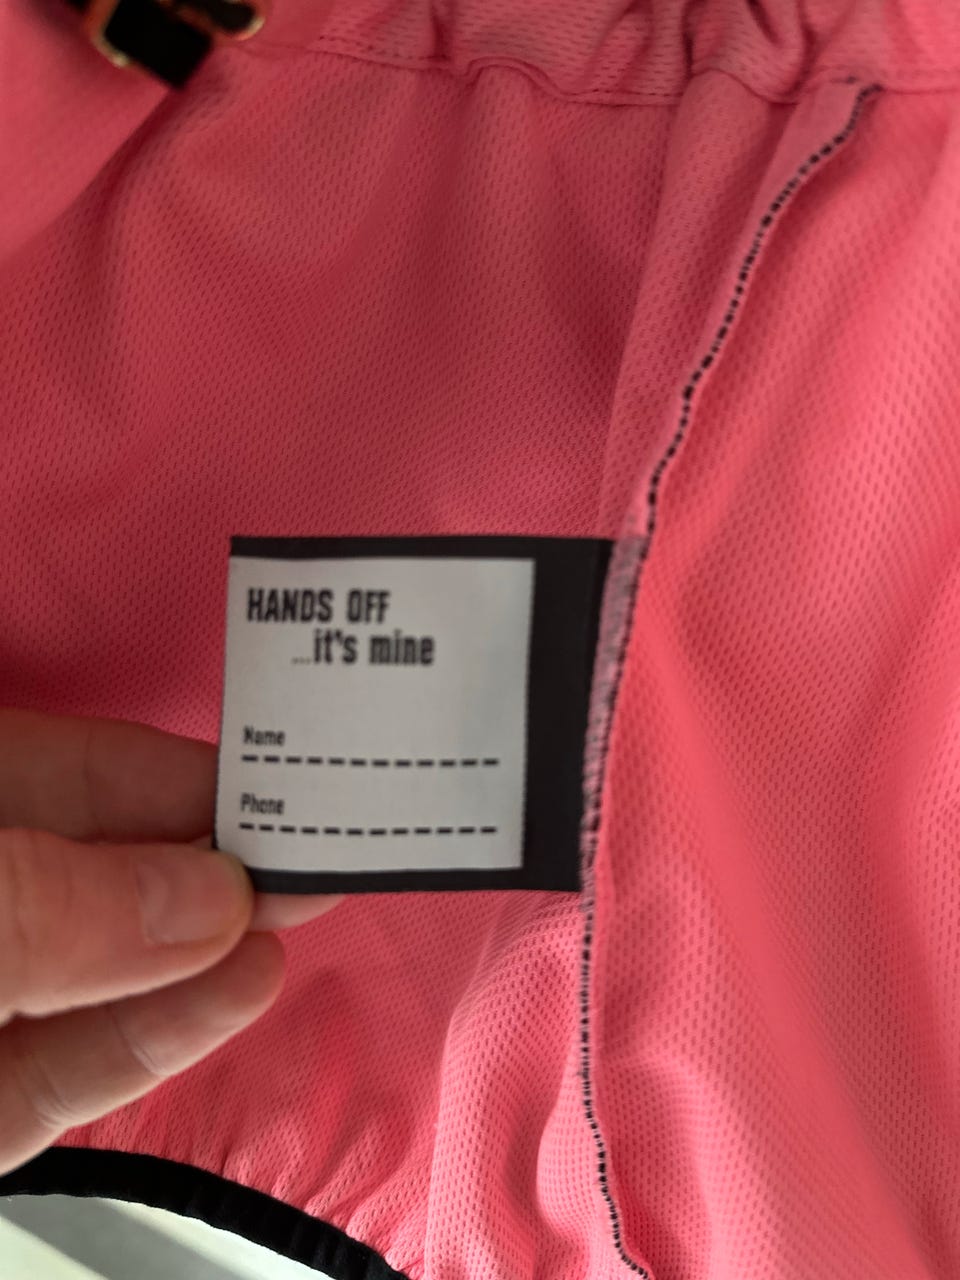 HANDS OFF
...it's mine
Name
Phone